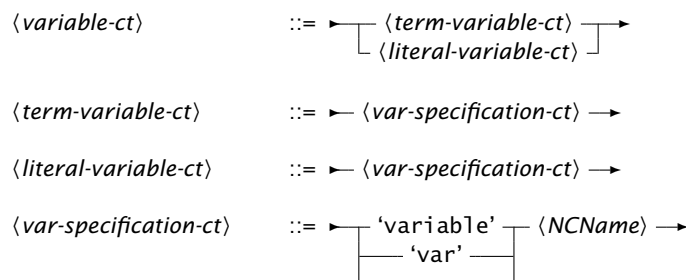 ⟨variable-ct⟩ ::= ⟨term-variable-ct⟩
⟨literal-variable-ct⟩
⟨term-variable-ct⟩ ::= ⟨var-specification-ct⟩
⟨literal-variable-ct⟩ ::= ⟨var-specification-ct⟩
⟨var-specification-ct⟩ ::= ‘variable’ ⟨NCName⟩
‘var’